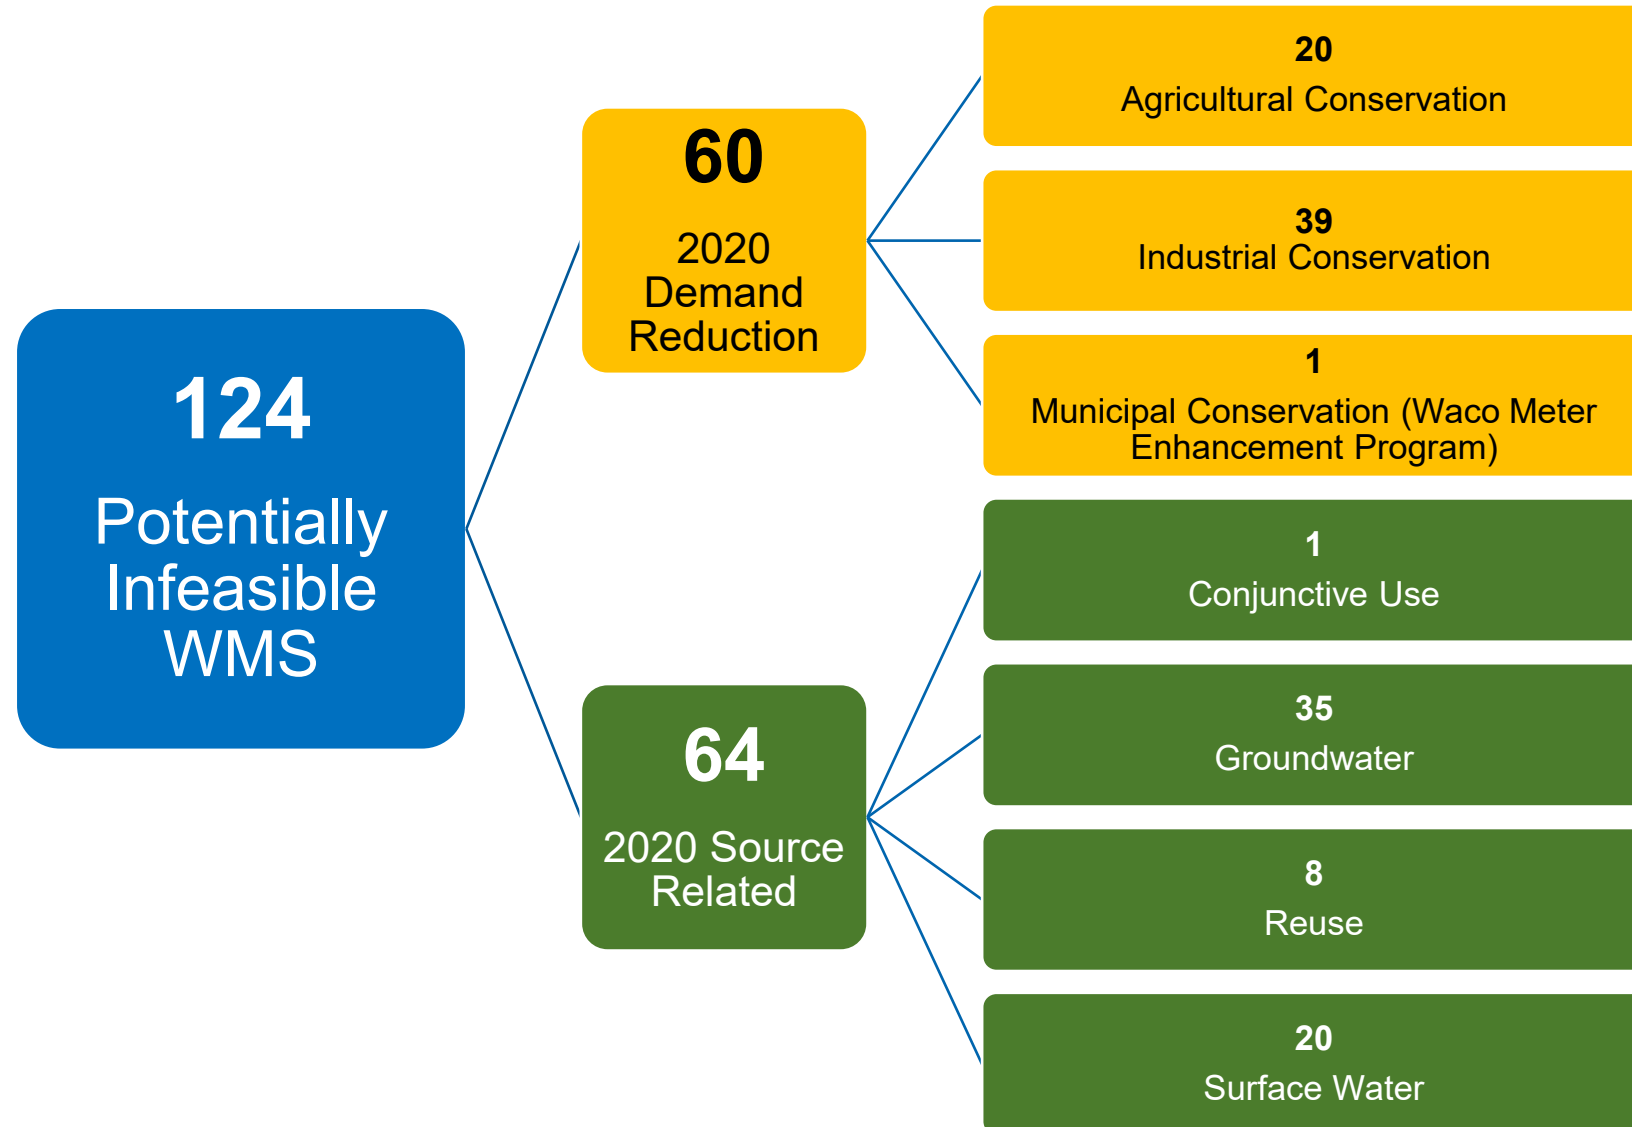 124
Potentially
Infeasible
WMS
60
2020
Demand
Reduction
20
Agricultural Conservation
39
Industrial Conservation
1
Municipal Conservation (Waco Meter
Enhancement Program)
64
2020 Source
Related
1
Conjunctive Use
35
Groundwater
8
Reuse
20
Surface Water